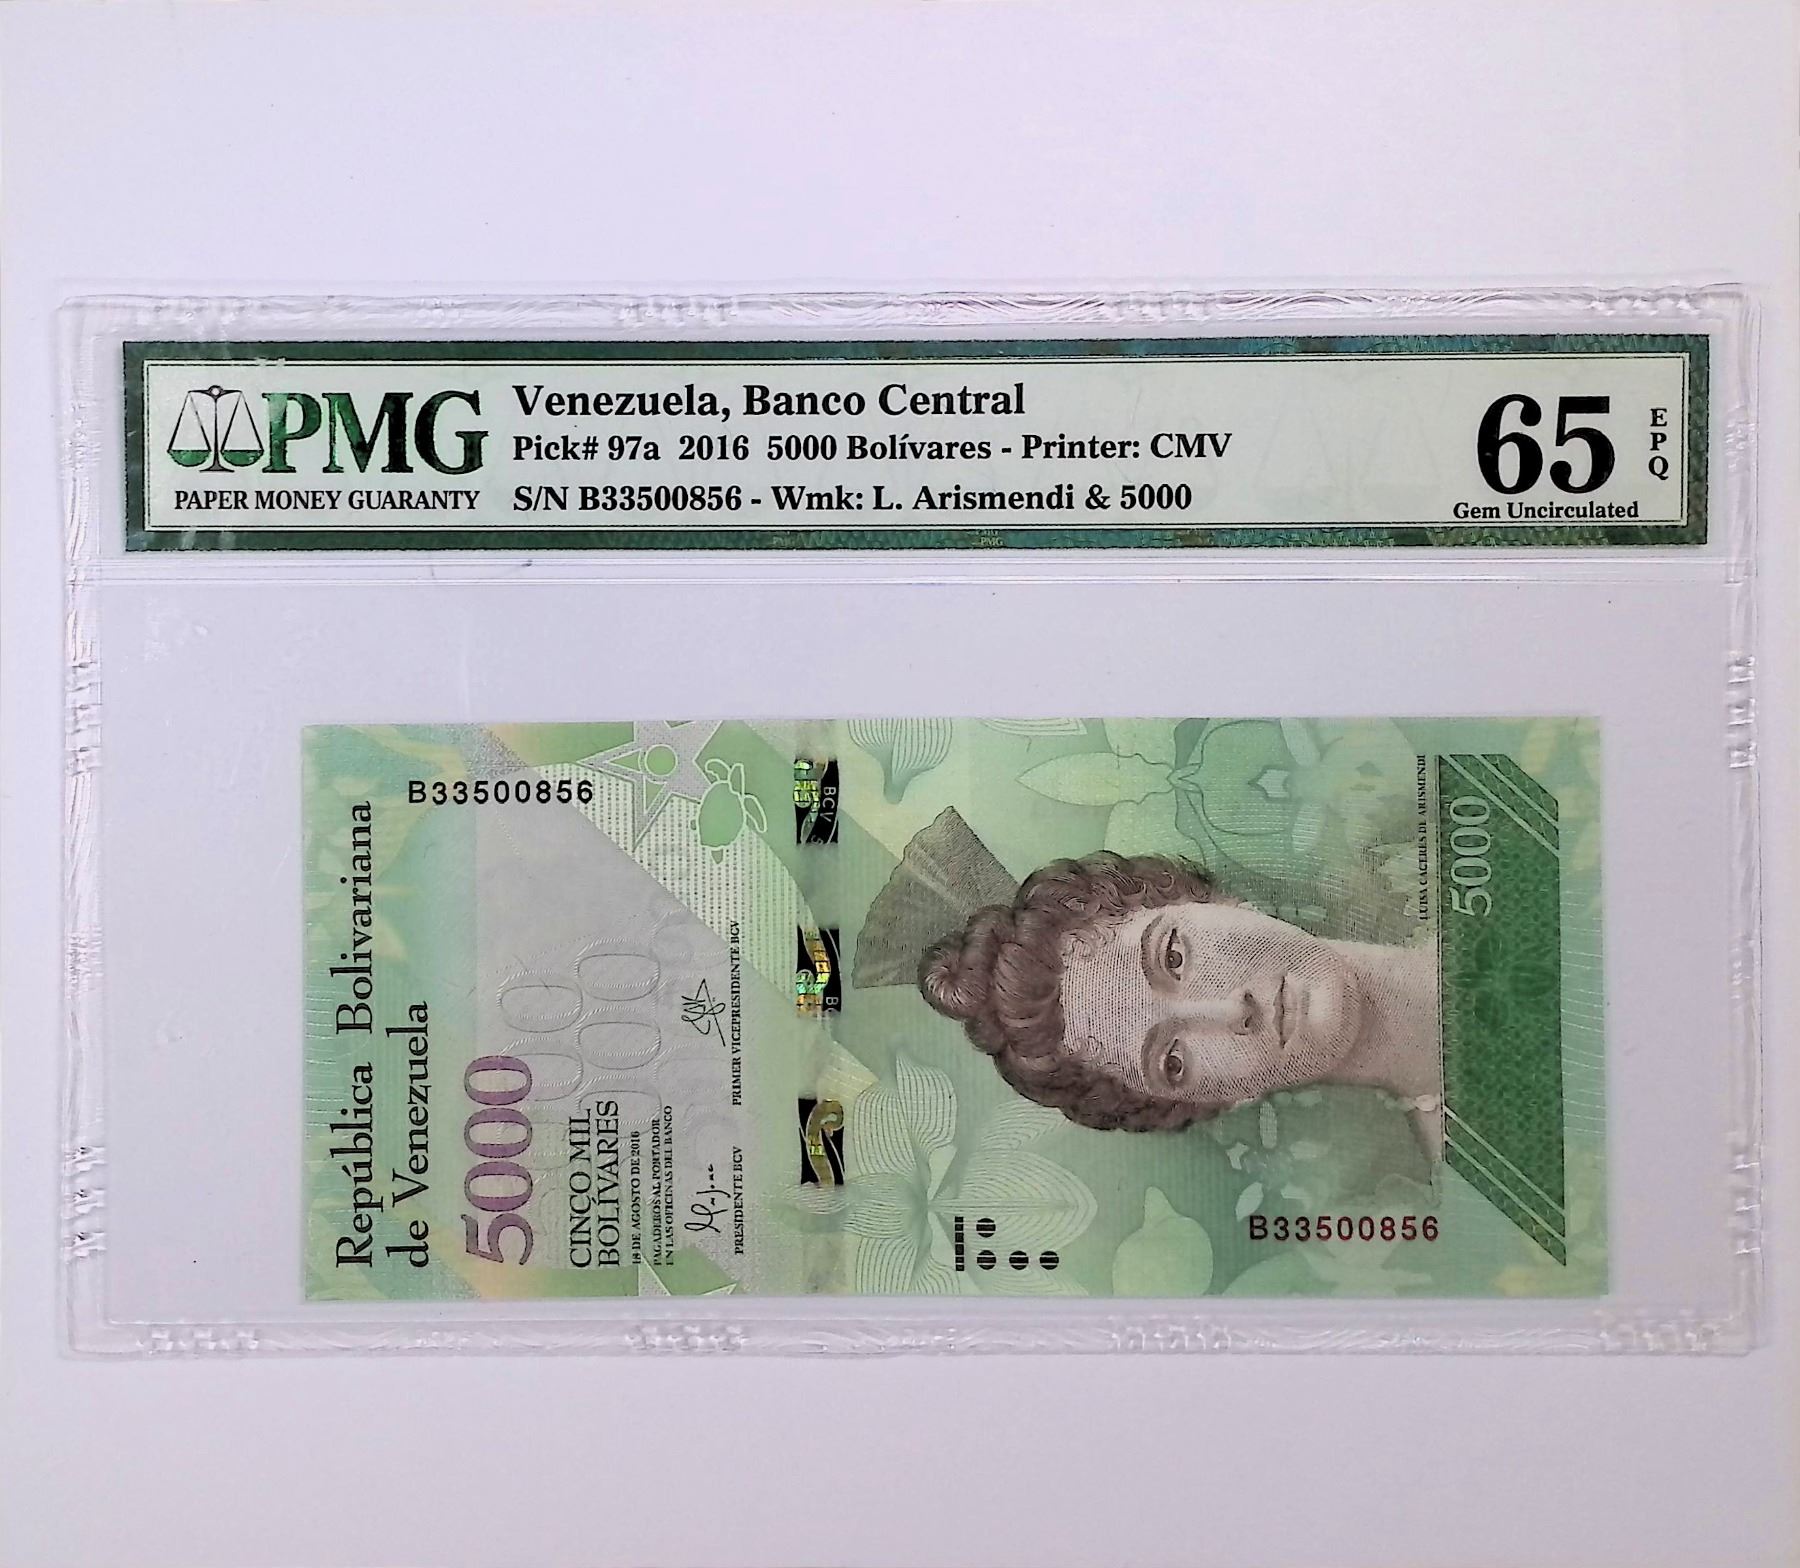 PMG
PAPER MONEY GUARANTY
Venezuela, Banco Central
Pick# 97a 2016 5000 Bolívares - Printer: CMV
S/N B33500856 - Wmk: L. Arismendi & 5000
65
EPQ
Gem Uncirculated
PMG
República Bolivariana
de Venezuela
B33500856
5000
CINCO MIL
BOLÍVARES
18 DE AGOSTO DE 2016
PAGADEROS AL PORTADOR
EN LAS OFICINAS DEL BANCO
PRESIDENTE BCV
PRIMER VICEPRESIDENTE BCV
BCV
LUISA CÁCERES DE ARISMENDI
5000
B33500856